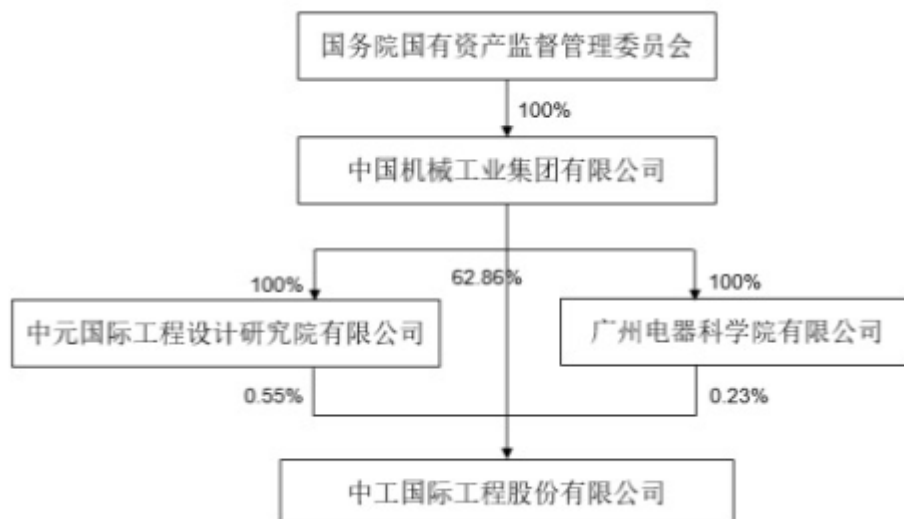 国务院国有资产监督管理委员会
100%
中国机械工业集团有限公司
100%
62.86%
100%
中元国际工程设计研究院有限公司
广州电器科学院有限公司
0.55%
0.23%
中工国际工程股份有限公司